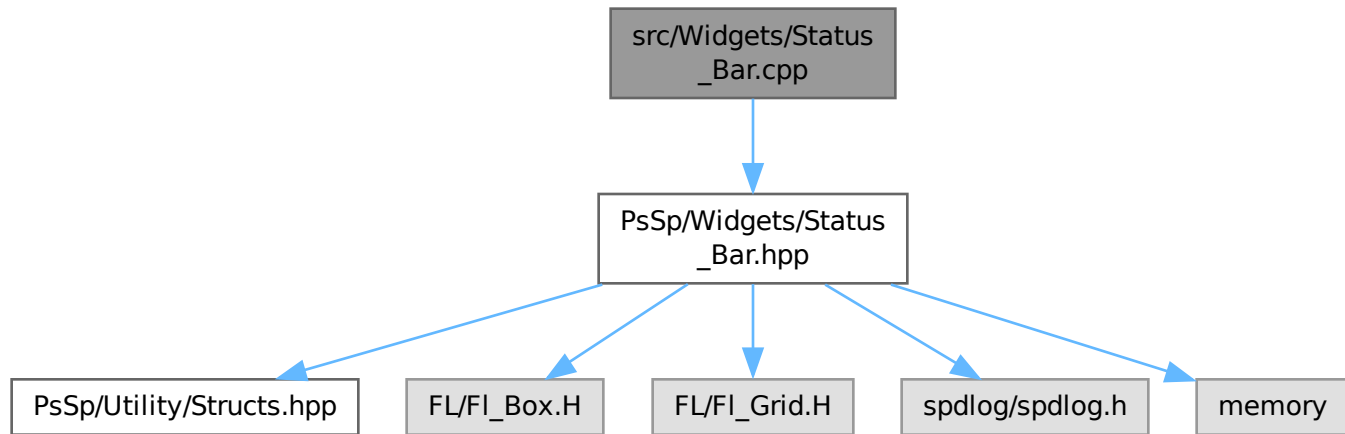 src/Widgets/Status
_Bar.cpp
PsSp/Widgets/Status
_Bar.hpp
PsSp/Utility/Structs.hpp
FL/Fl_Box.H
FL/Fl_Grid.H
spdlog/spdlog.h
memory